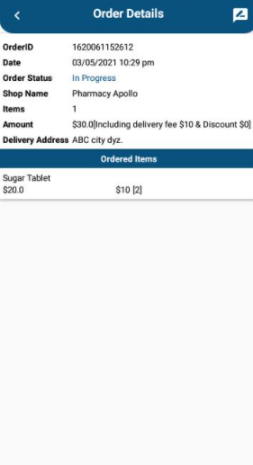 Order Details
OrderID 1620061152612
Date 03/05/2021 10:29 pm
Order Status In Progress
Shop Name Pharmacy Apollo
Items 1
Amount $30.0[Including delivery fee $10 & Discount $0]
Delivery Address ABC city dyz.
Ordered Items
Sugar Tablet
$20.0 $10 [2]